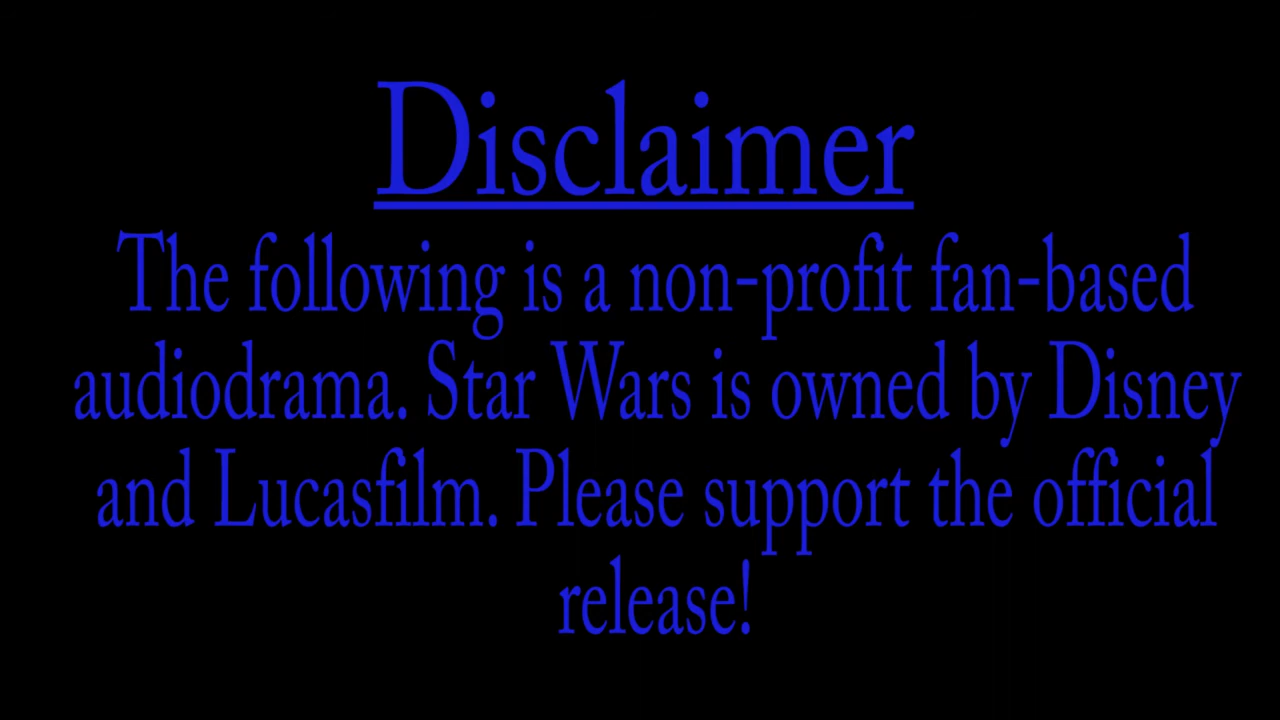 Disclaimer
The following is a non-profit fan-based
audiodrama. Star Wars is owned by Disney
and Lucasfilm. Please support the official
release!